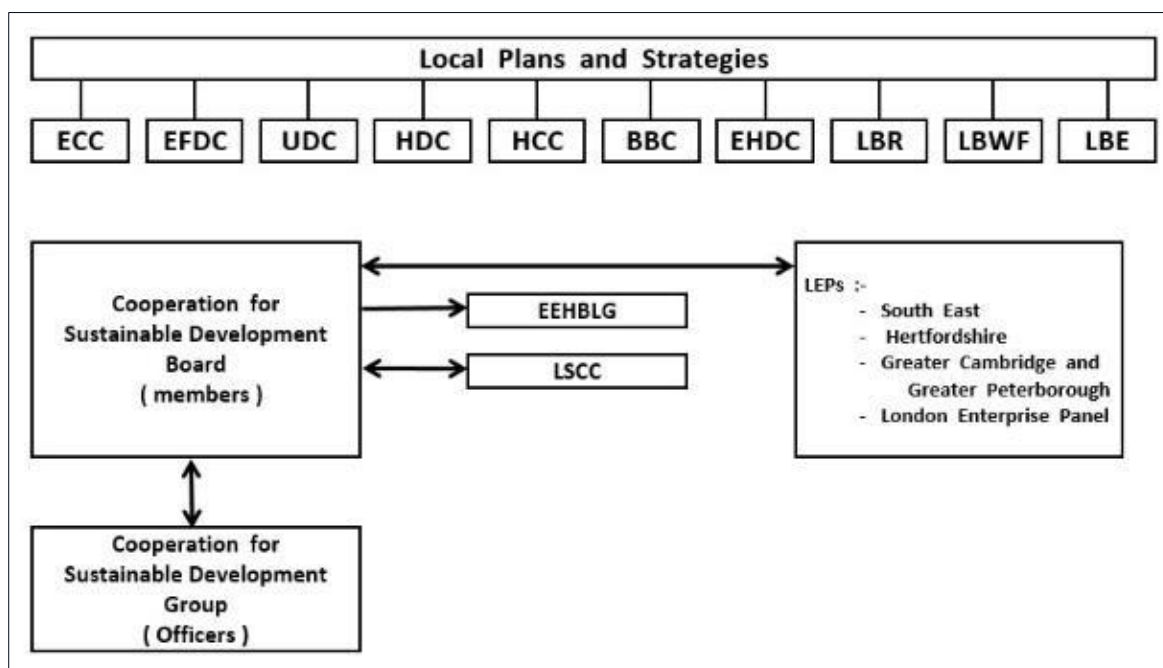 Local Plans and Strategies
ECC EFDC UDC HDC HCC BBC EHDC LBR LBWF LBE
Cooperation for
Sustainable Development
Board
( members )
EEHBLG
LSCC
LEPs :-
- South East
- Hertfordshire
- Greater Cambridge and
Greater Peterborough
- London Enterprise Panel
Cooperation for
Sustainable Development
Group
( Officers )